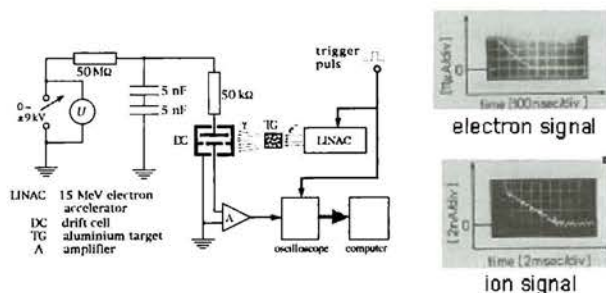 50 MΩ
5 nF
5 nF
50 kΩ
0–
±9kV
U
trigger
puls
DC
γ
TG
e⁻
LINAC
LINAC 15 MeV electron
accelerator
DC drift cell
TG aluminium target
A amplifier
A
oscilloscope
computer
0
time [100nsec/div]
electron signal
[2nA/div]
0
time [2msec/div]
ion signal